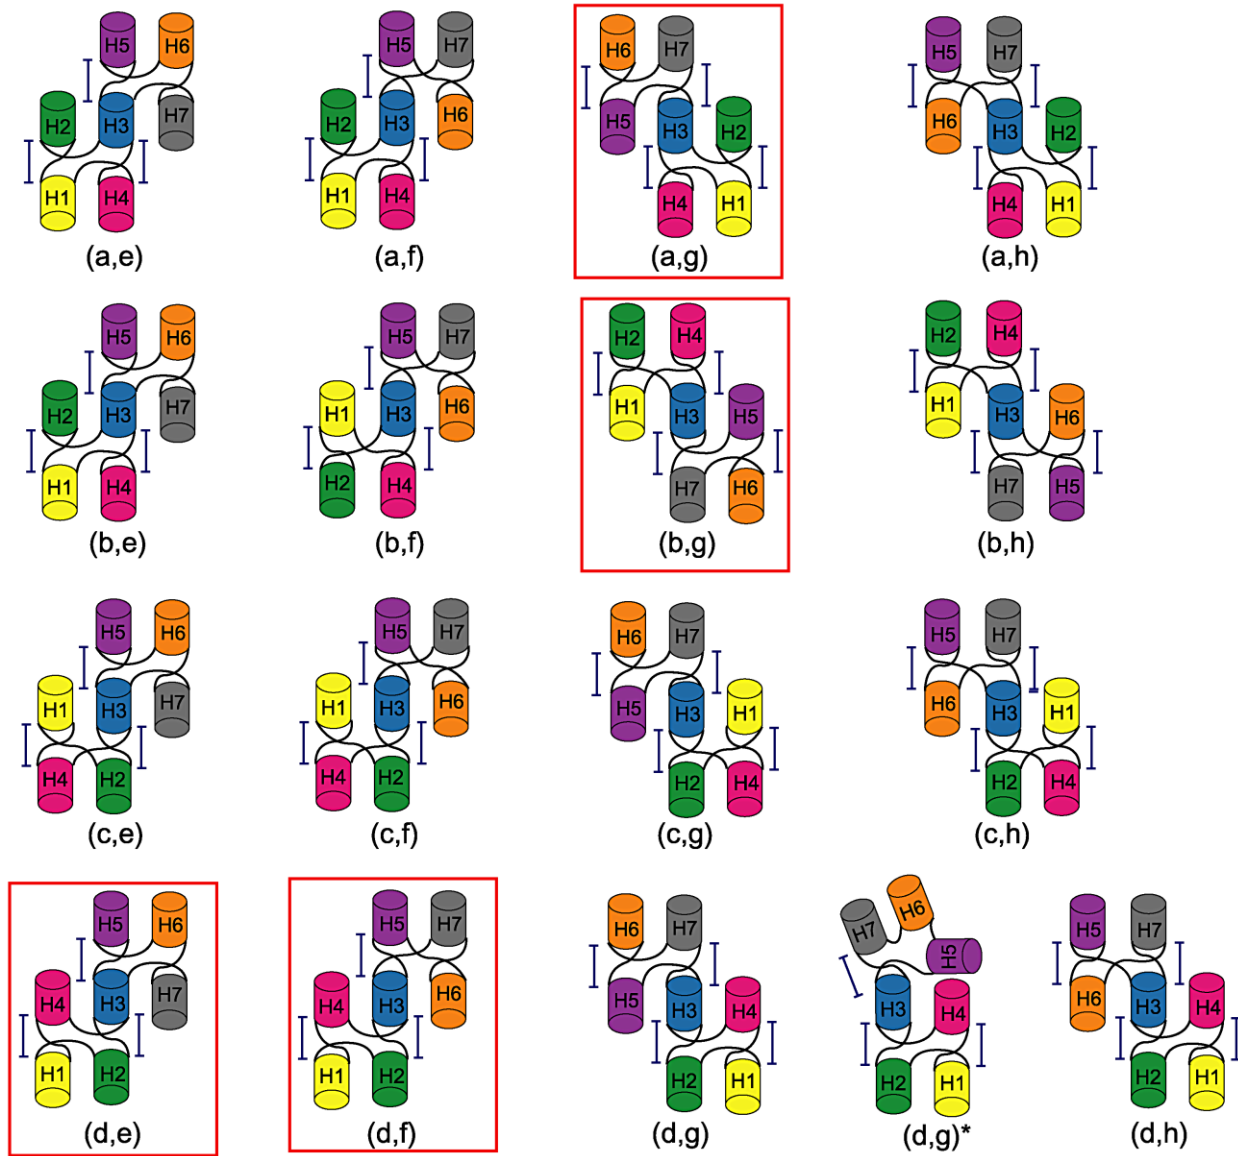 H5 H6 H5 H7 H6 H7 H5 H7
H2 H3 H7 H2 H3 H6 H5 H3 H2 H6 H3 H2
H1 H4 H1 H4 H4 H1 H4 H1
(a,e) (a,f) (a,g) (a,h)
H5 H6 H5 H7 H2 H4 H2 H4
H2 H3 H7 H1 H3 H6 H1 H3 H5 H1 H3 H6
H1 H4 H2 H4 H7 H6 H7 H5
(b,e) (b,f) (b,g) (b,h)
H5 H6 H5 H7 H6 H7 H5 H7
H1 H3 H7 H1 H3 H6 H5 H3 H1 H6 H3 H1
H4 H2 H4 H2 H2 H4 H2 H4
(c,e) (c,f) (c,g) (c,h)
H5 H6 H5 H7 H6 H7 H7 H6 H5 H5 H7
H4 H3 H7 H4 H3 H6 H5 H3 H4 H3 H4 H6 H3 H4
H1 H2 H1 H2 H2 H1 H2 H1 H2 H1
(d,e) (d,f) (d,g) (d,g)* (d,h)